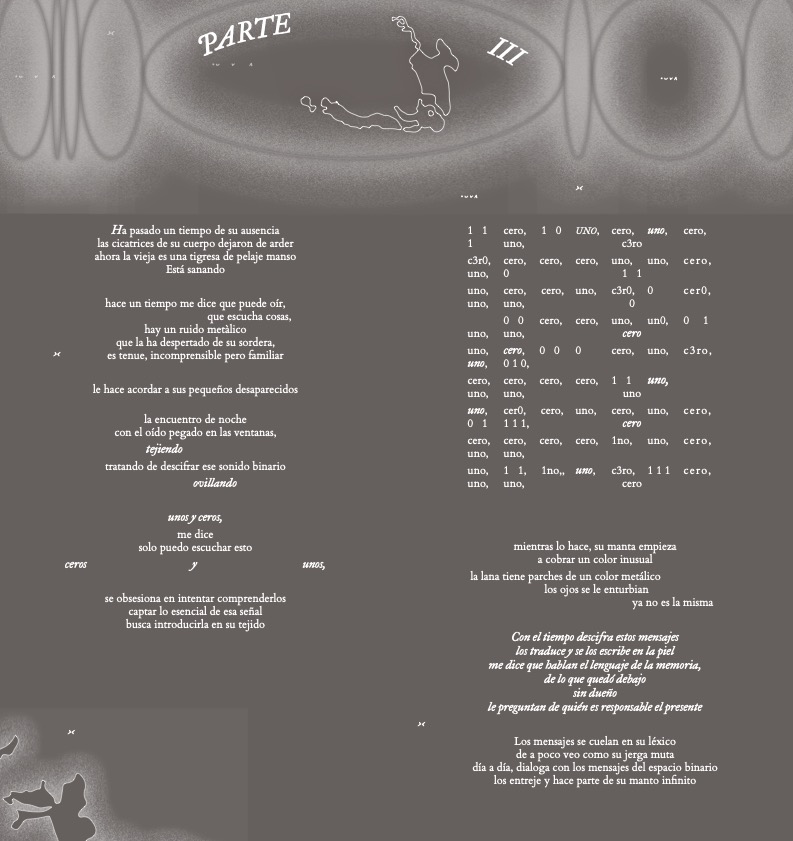 PARTE III
Ha pasado un tiempo de su ausencia
las cicatrices de su cuerpo dejaron de arder
ahora la vieja es una tigresa de pelaje manso
Está sanando
hace un tiempo me dice que puede oír,
que escucha cosas,
hay un ruido metàlico
que la ha despertado de su sordera,
es tenue, incomprensible pero familiar
le hace acordar a sus pequeños desaparecidos
la encuentro de noche
con el oído pegado en las ventanas,
tejiendo
tratando de descifrar ese sonido binario
ovillando
unos y ceros,
me dice
solo puedo escuchar esto
ceros y unos,
se obsesiona en intentar comprenderlos
captar lo esencial de esa señal
busca introducirla en su tejido
1 1 cero, 1 0 UNO, cero, uno, cero,
1 uno, c3ro
c3r0, cero, cero, cero, uno, uno, cero,
uno, 0 1 1
uno, cero, cero, uno, c3r0, 0 cer0,
uno, uno, 0
0 0 cero, cero, uno, un0, 0 1
uno, uno, cero
uno, cero, 0 0 0 cero, uno, c3ro,
uno, 0 1 0,
cero, cero, cero, cero, 1 1 uno,
uno, uno, uno
uno, cer0, cero, uno, cero, uno, cero,
0 1 1 1 1, cero
cero, cero, cero, cero, 1no, uno, cero,
uno, uno,
uno, 1 1, 1no,, uno, c3ro, 1 1 1 cero,
uno, uno, cero
mientras lo hace, su manta empieza
a cobrar un color inusual
la lana tiene parches de un color metálico
los ojos se le enturbian
ya no es la misma
Con el tiempo descifra estos mensajes
los traduce y se los escribe en la piel
me dice que hablan el lenguaje de la memoria,
de lo que quedó debajo
sin dueño
le preguntan de quién es responsable el presente
Los mensajes se cuelan en su léxico
de a poco veo como su jerga muta
día a día, dialoga con los mensajes del espacio binario
los entreje y hace parte de su manto infinito